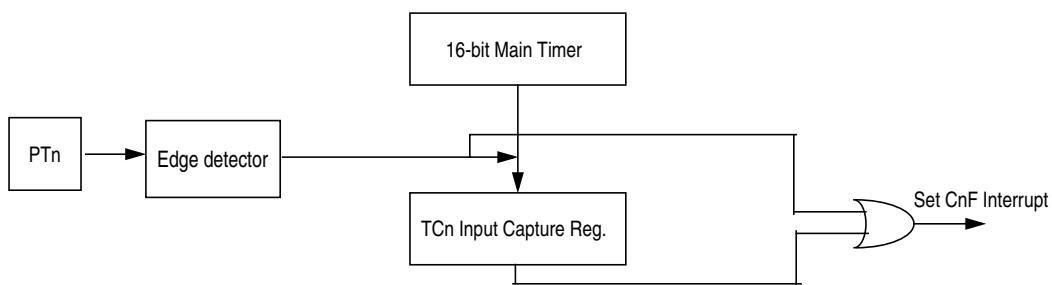 16-bit Main Timer
PTn
Edge detector
Set CnF Interrupt
TCn Input Capture Reg.